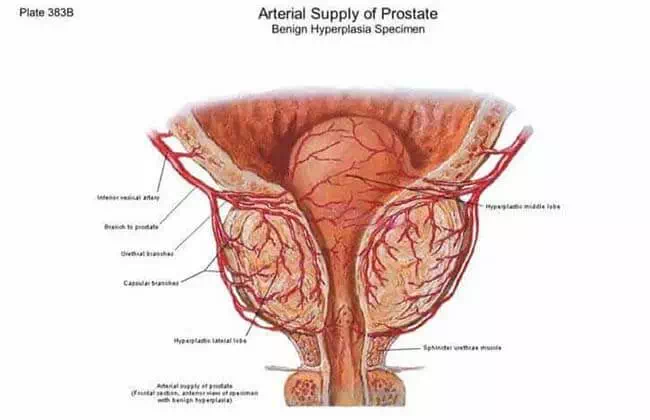 Plate 383B
Arterial Supply of Prostate
Benign Hyperplasia Specimen
Inferior vesical artery
Branch to prostate
Urethral branches
Capsular branches
Hyperplastic lateral lobe
Hyperplastic middle lobe
Sphincter urethrae muscle
Arterial supply of prostate
(Frontal section, anterior view of specimen
with benign hyperplasia)